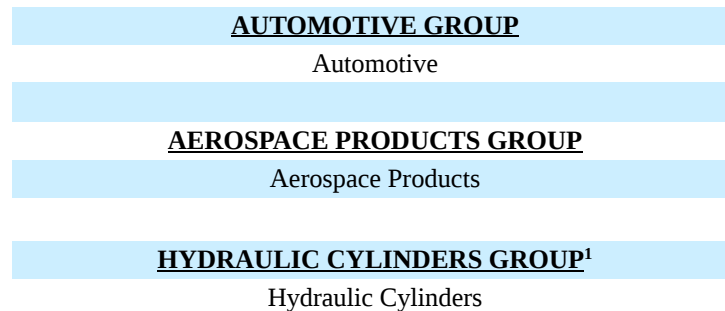 AUTOMOTIVE GROUP
Automotive
AEROSPACE PRODUCTS GROUP
Aerospace Products
HYDRAULIC CYLINDERS GROUP¹
Hydraulic Cylinders